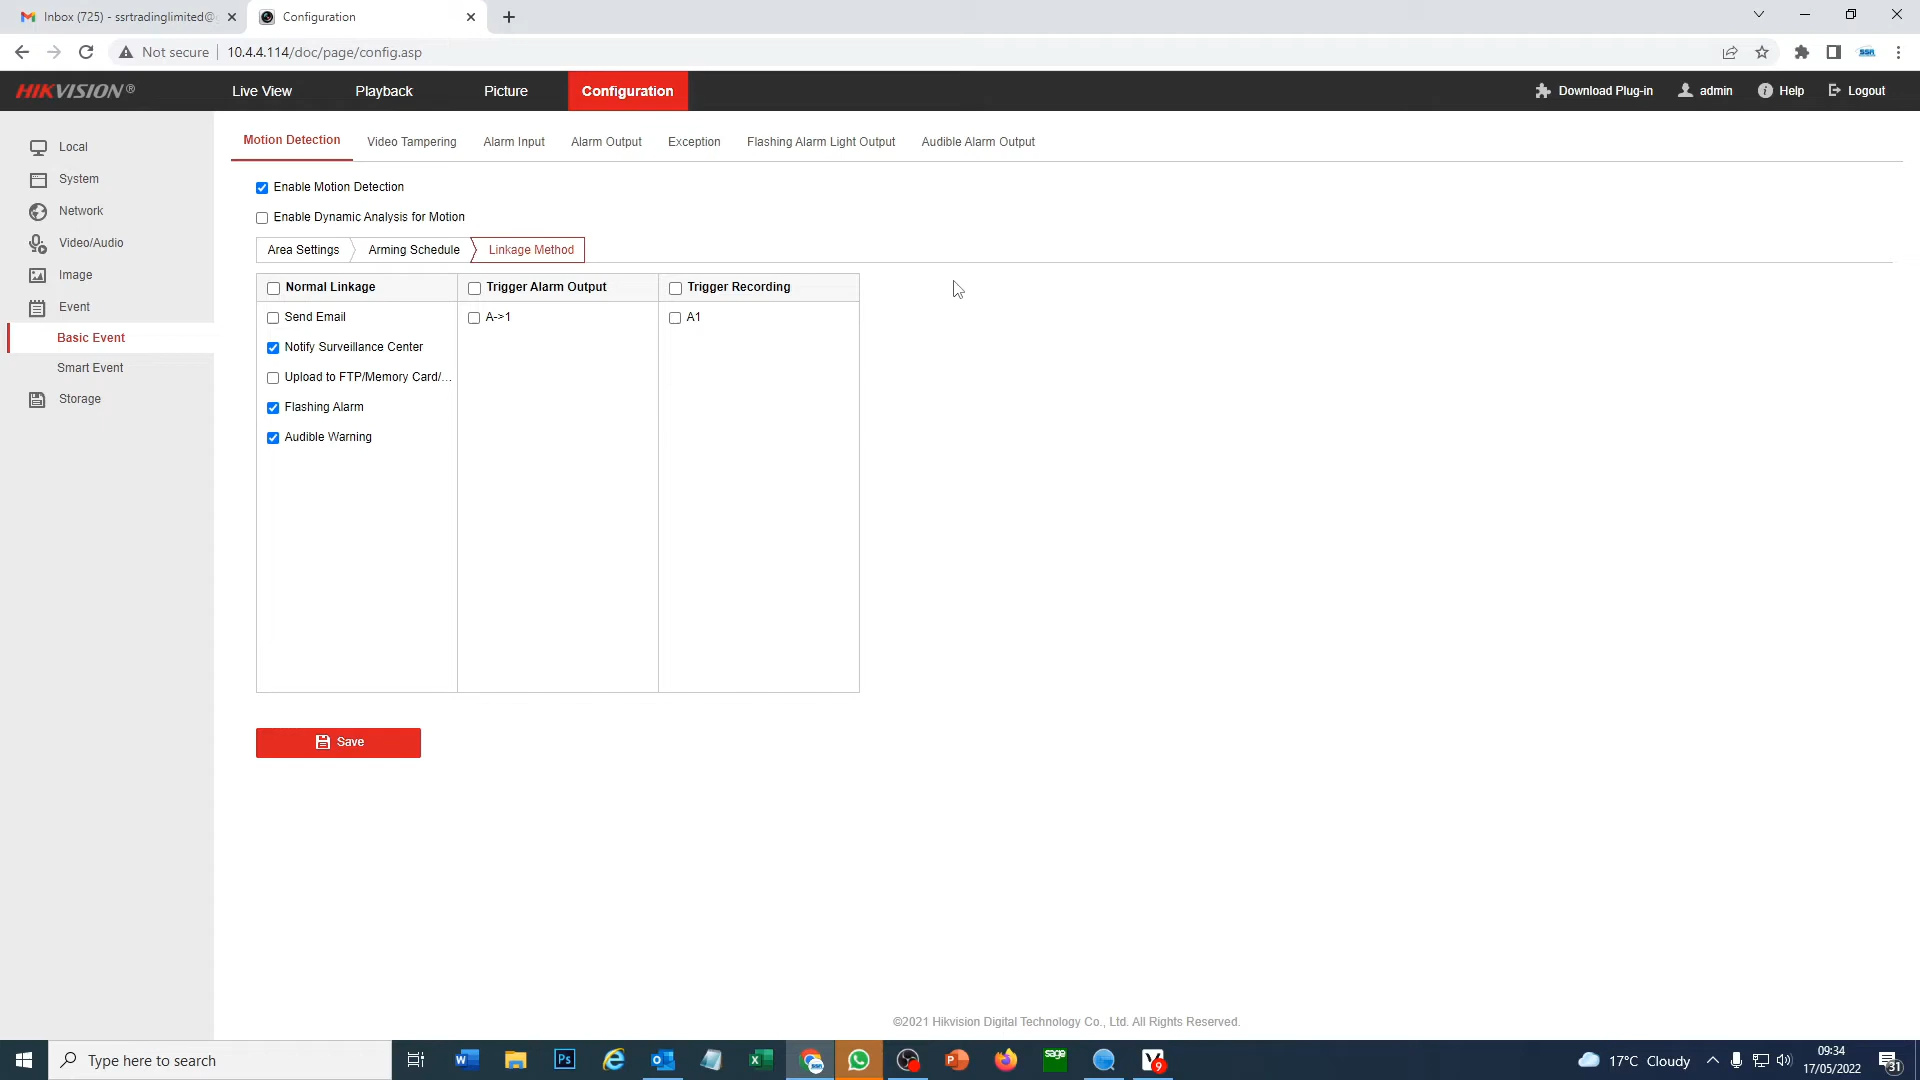 Inbox (725) - ssrtradinglimited@
Configuration
Not secure
10.4.4.114/doc/page/config.asp
SSR
HIKVISION®
Live View
Playback
Picture
Configuration
Download Plug-in
admin
Help
Logout
Local
System
Network
Video/Audio
Image
Event
Basic Event
Smart Event
Storage
Motion Detection
Video Tampering
Alarm Input
Alarm Output
Exception
Flashing Alarm Light Output
Audible Alarm Output
Enable Motion Detection
Enable Dynamic Analysis for Motion
Area Settings
Arming Schedule
Linkage Method
Normal Linkage
Trigger Alarm Output
Trigger Recording
Send Email
A->1
A1
Notify Surveillance Center
Upload to FTP/Memory Card/...
Flashing Alarm
Audible Warning
Save
©2021 Hikvision Digital Technology Co., Ltd. All Rights Reserved.
Type here to search
sage
9
17°C Cloudy
09:34
17/05/2022
31